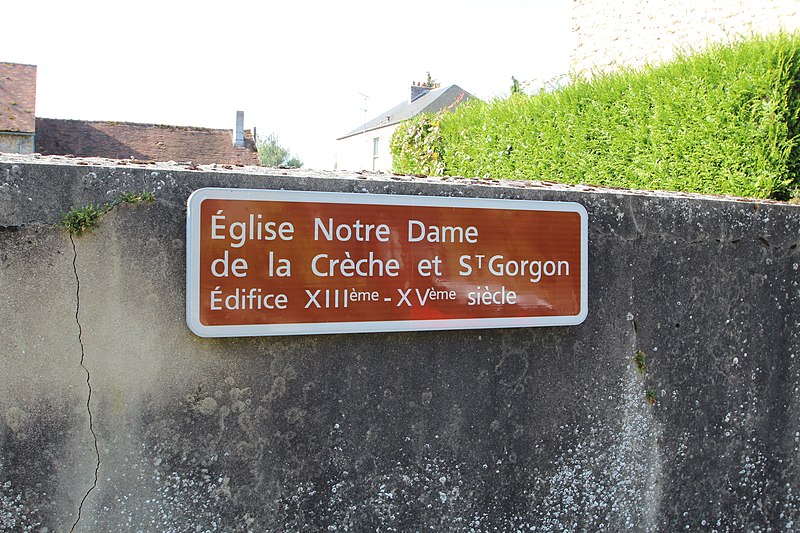 Église Notre Dame
de la Crèche et ST Gorgon
Édifice XIIIème - XVème siècle